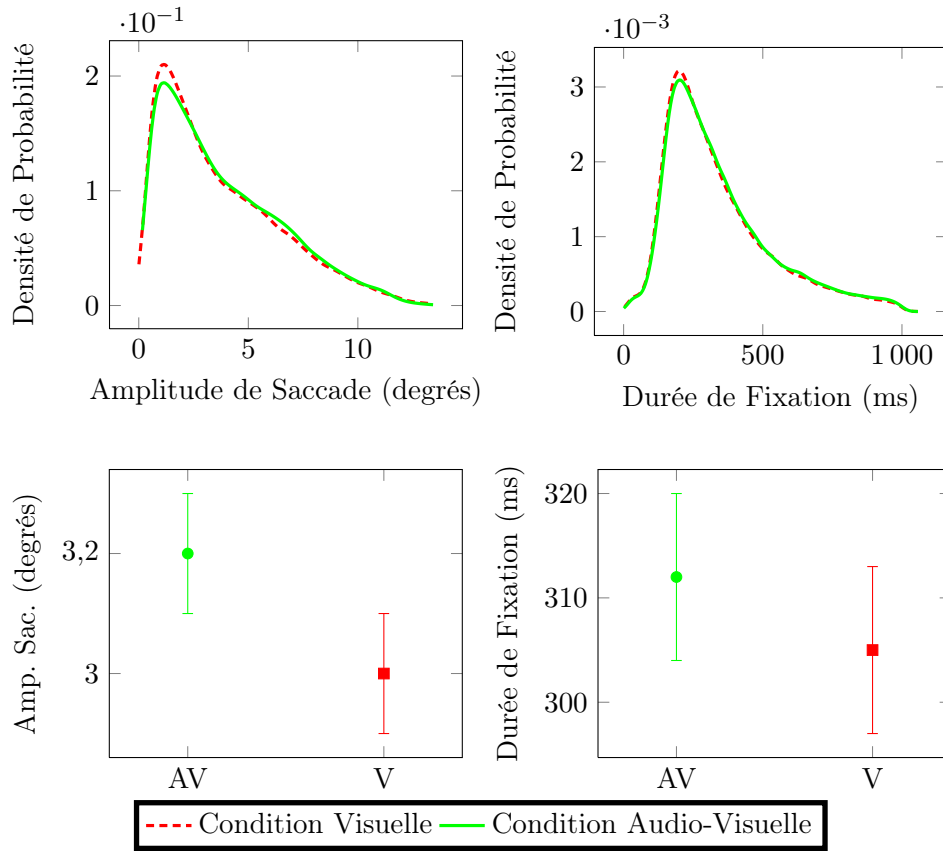 ·10⁻¹
Densité de Probabilité
2
1
0
0 5 10
Amplitude de Saccade (degrés)
·10⁻³
Densité de Probabilité
3
2
1
0
0 500 1 000
Durée de Fixation (ms)
Amp. Sac. (degrés)
3,2
3
AV V
Durée de Fixation (ms)
320
310
300
AV V
Condition Visuelle Condition Audio-Visuelle